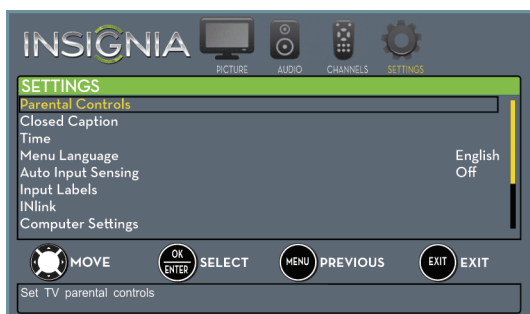 INSIGNIA
PICTURE AUDIO CHANNELS SETTINGS
SETTINGS
Parental Controls
Closed Caption
Time
Menu Language English
Auto Input Sensing Off
Input Labels
INlink
Computer Settings
MOVE OK ENTER SELECT MENU PREVIOUS EXIT EXIT
Set TV parental controls